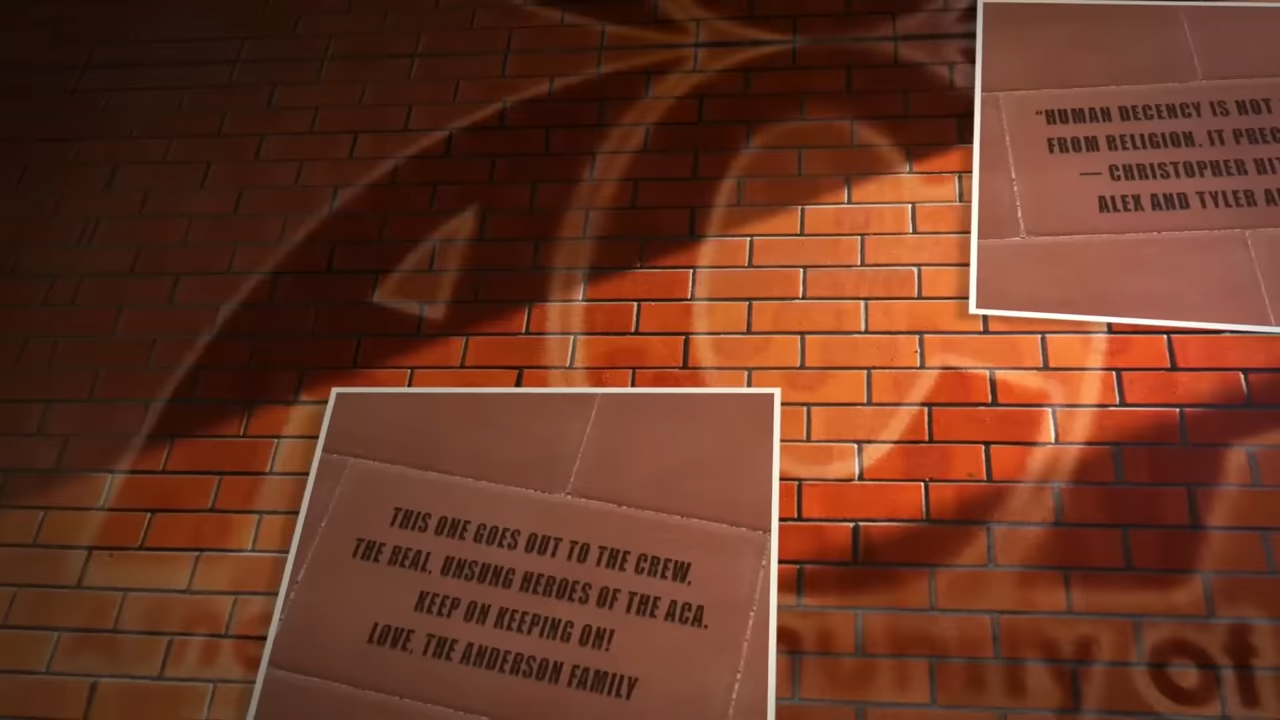 "HUMAN DECENCY IS NOT
FROM RELIGION. IT PREC
— CHRISTOPHER HIT
ALEX AND TYLER A
THIS ONE GOES OUT TO THE CREW,
THE REAL, UNSUNG HEROES OF THE ACA.
KEEP ON KEEPING ON!
LOVE, THE ANDERSON FAMILY
of